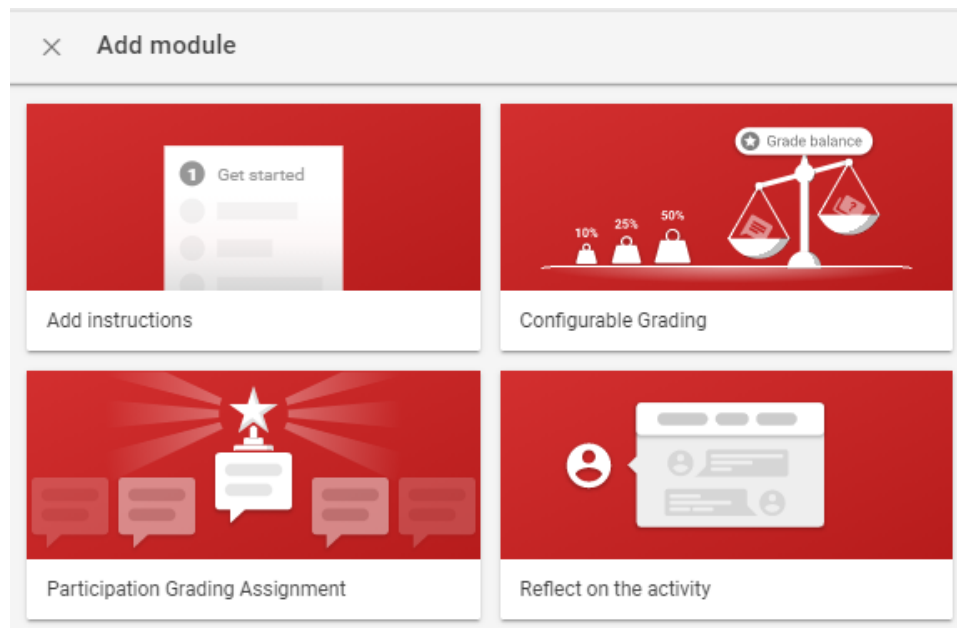 Add module
1 Get started
Grade balance
10% 25% 50%
Add instructions
Configurable Grading
Participation Grading Assignment
Reflect on the activity